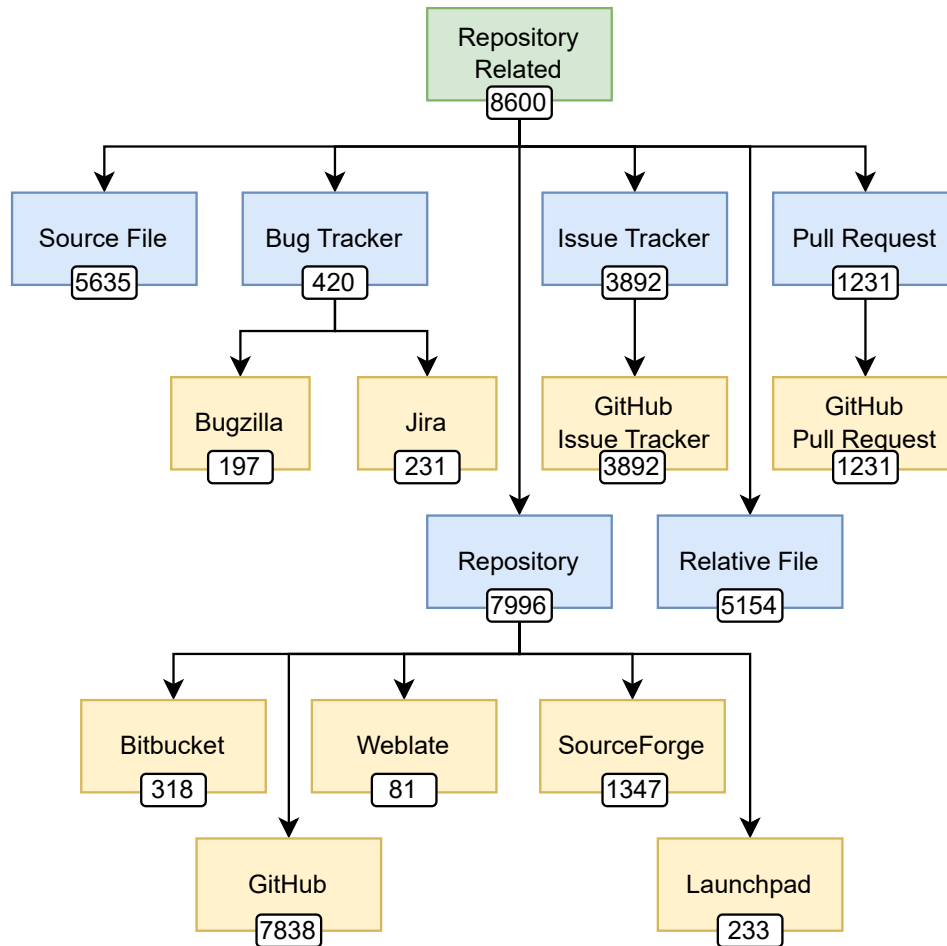 Repository
Related
8600
Source File
5635
Bug Tracker
420
Issue Tracker
3892
Pull Request
1231
Bugzilla
197
Jira
231
GitHub
Issue Tracker
3892
GitHub
Pull Request
1231
Repository
7996
Relative File
5154
Bitbucket
318
Weblate
81
SourceForge
1347
GitHub
7838
Launchpad
233